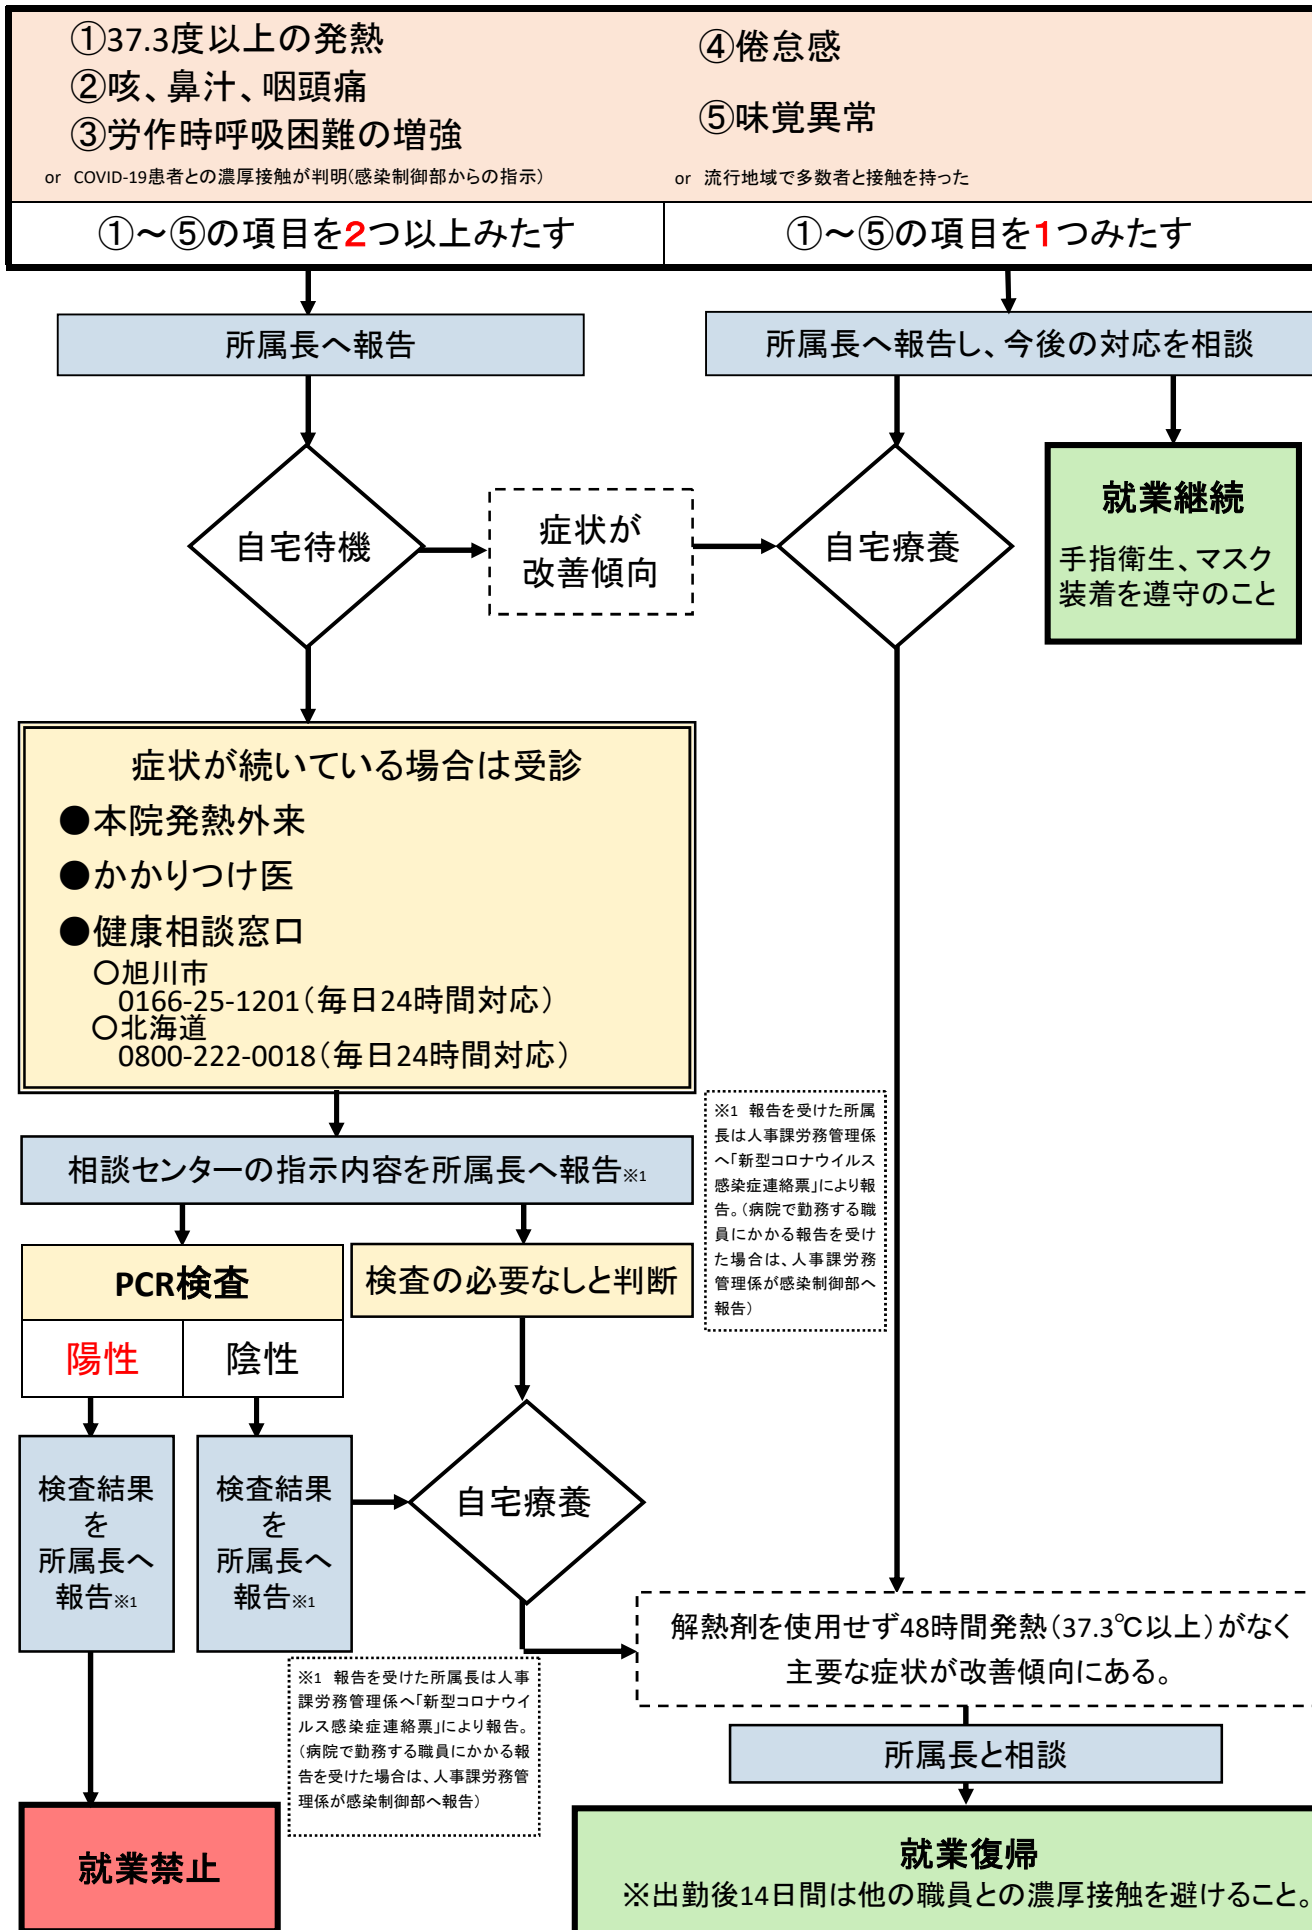 ①37.3度以上の発熱
②咳、鼻汁、咽頭痛
③労作時呼吸困難の増強
or COVID-19患者との濃厚接触が判明(感染制御部からの指示)
④倦怠感
⑤味覚異常
or 流行地域で多数者と接触を持った
①～⑤の項目を2つ以上みたす
①～⑤の項目を1つみたす
所属長へ報告
所属長へ報告し、今後の対応を相談
自宅待機
症状が
改善傾向
自宅療養
就業継続
手指衛生、マスク
装着を遵守のこと
症状が続いている場合は受診
●本院発熱外来
●かかりつけ医
●健康相談窓口
○旭川市
0166-25-1201（毎日24時間対応）
○北海道
0800-222-0018（毎日24時間対応）
相談センターの指示内容を所属長へ報告※1
※1 報告を受けた所属
長は人事課労務管理係
へ「新型コロナウイルス
感染症連絡票」により報
告。（病院で勤務する職
員にかかる報告を受け
た場合は、人事課労務
管理係が感染制御部へ
報告）
PCR検査
陽性
陰性
検査の必要なしと判断
検査結果
を
所属長へ
報告※1
検査結果
を
所属長へ
報告※1
自宅療養
解熱剤を使用せず48時間発熱（37.3℃以上）がなく
主要な症状が改善傾向にある。
※1 報告を受けた所属長は人事
課労務管理係へ「新型コロナウイ
ルス感染症連絡票」により報告。
（病院で勤務する職員にかかる報
告を受けた場合は、人事課労務管
理係が感染制御部へ報告）
所属長と相談
就業禁止
就業復帰
※出勤後14日間は他の職員との濃厚接触を避けること。